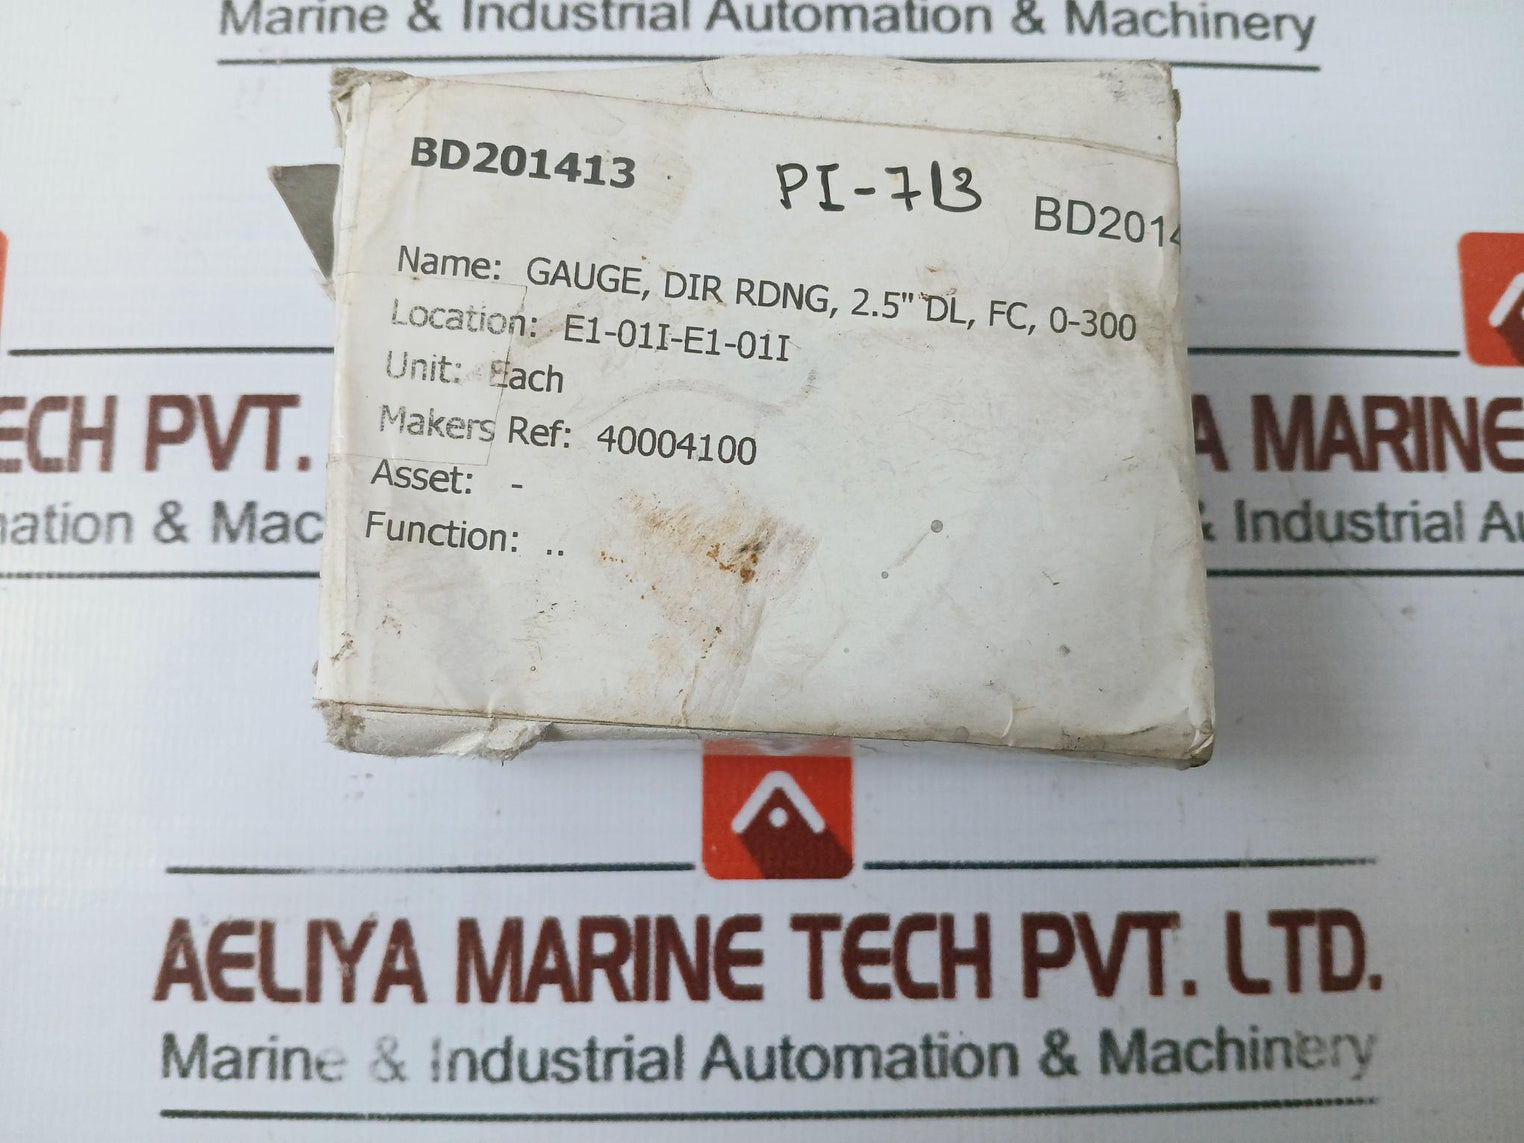 Marine & Industrial Automation & Machinery
BD201413
PI-713
BD2014
Name: GAUGE, DIR RDNG, 2.5" DL, FC, 0-300
Location: E1-01I-E1-01I
Unit: Each
Makers Ref: 40004100
Asset: -
Function: ..
ECH PVT.
A MARINE
ation & Mac
& Industrial Au
AELIYA MARINE TECH PVT. LTD.
Marine & Industrial Automation & Machinery